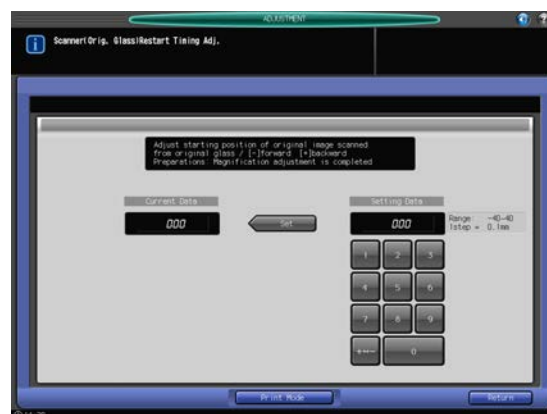 ADJUSTMENT
Scanner(Orig. Glass)Restart Timing Adj.
Adjust starting position of original image scanned
from original glass / [-]forward [+]backward
Preparations: Magnification adjustment is completed
Current Data
Setting Data
000
Set
000
Range: -40-40
1step = 0.1mm
1 2 3
4 5 6
7 8 9
0
Print Mode
Return